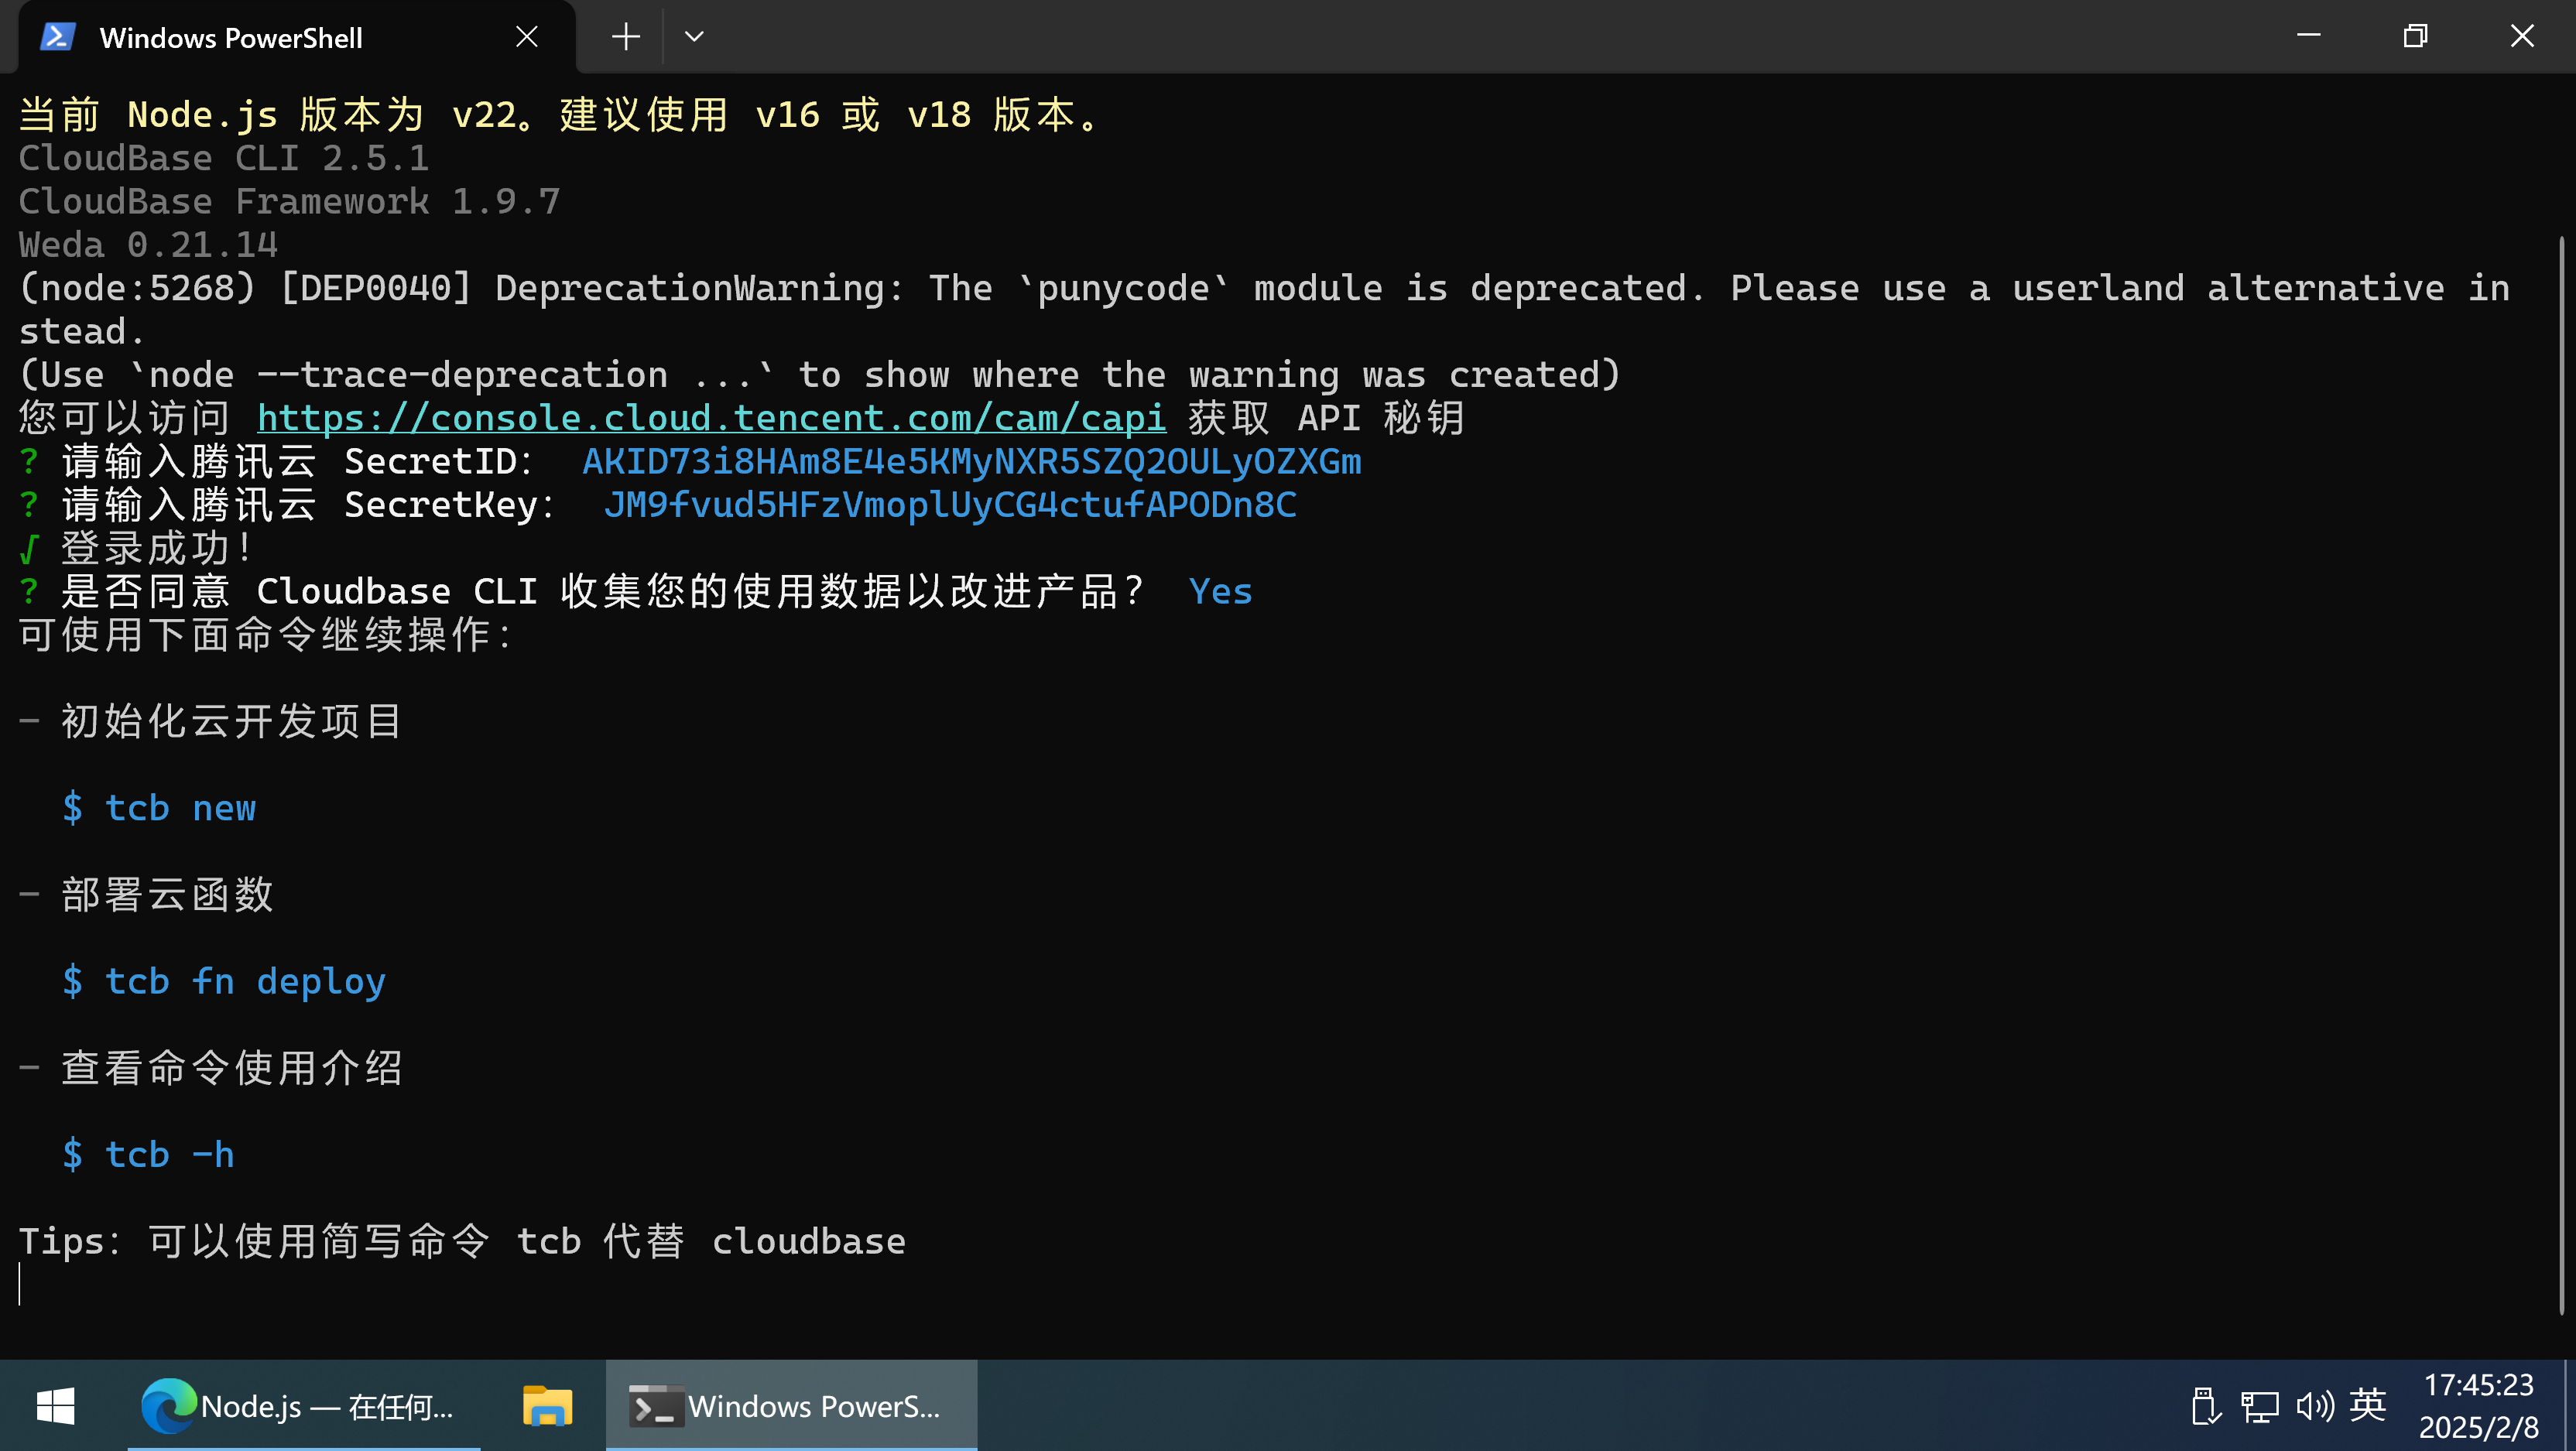 Windows PowerShell
当前 Node.js 版本为 v22。建议使用 v16 或 v18 版本。
CloudBase CLI 2.5.1
CloudBase Framework 1.9.7
Weda 0.21.14
(node:5268) [DEP0040] DeprecationWarning: The `punycode` module is deprecated. Please use a userland alternative in
stead.
(Use `node --trace-deprecation ...` to show where the warning was created)
您可以访问 https://console.cloud.tencent.com/cam/capi 获取 API 秘钥
? 请输入腾讯云 SecretID： AKID73i8HAm8E4e5KMyNXR5SZQ2OULyOZXGm
? 请输入腾讯云 SecretKey： JM9fvud5HFzVmoplUyCG4ctufAPODn8C
√ 登录成功！
? 是否同意 Cloudbase CLI 收集您的使用数据以改进产品？ Yes
可使用下面命令继续操作：
– 初始化云开发项目
$ tcb new
– 部署云函数
$ tcb fn deploy
– 查看命令使用介绍
$ tcb -h
Tips：可以使用简写命令 tcb 代替 cloudbase
Node.js — 在任何...
Windows PowerS...
英
17:45:23
2025/2/8